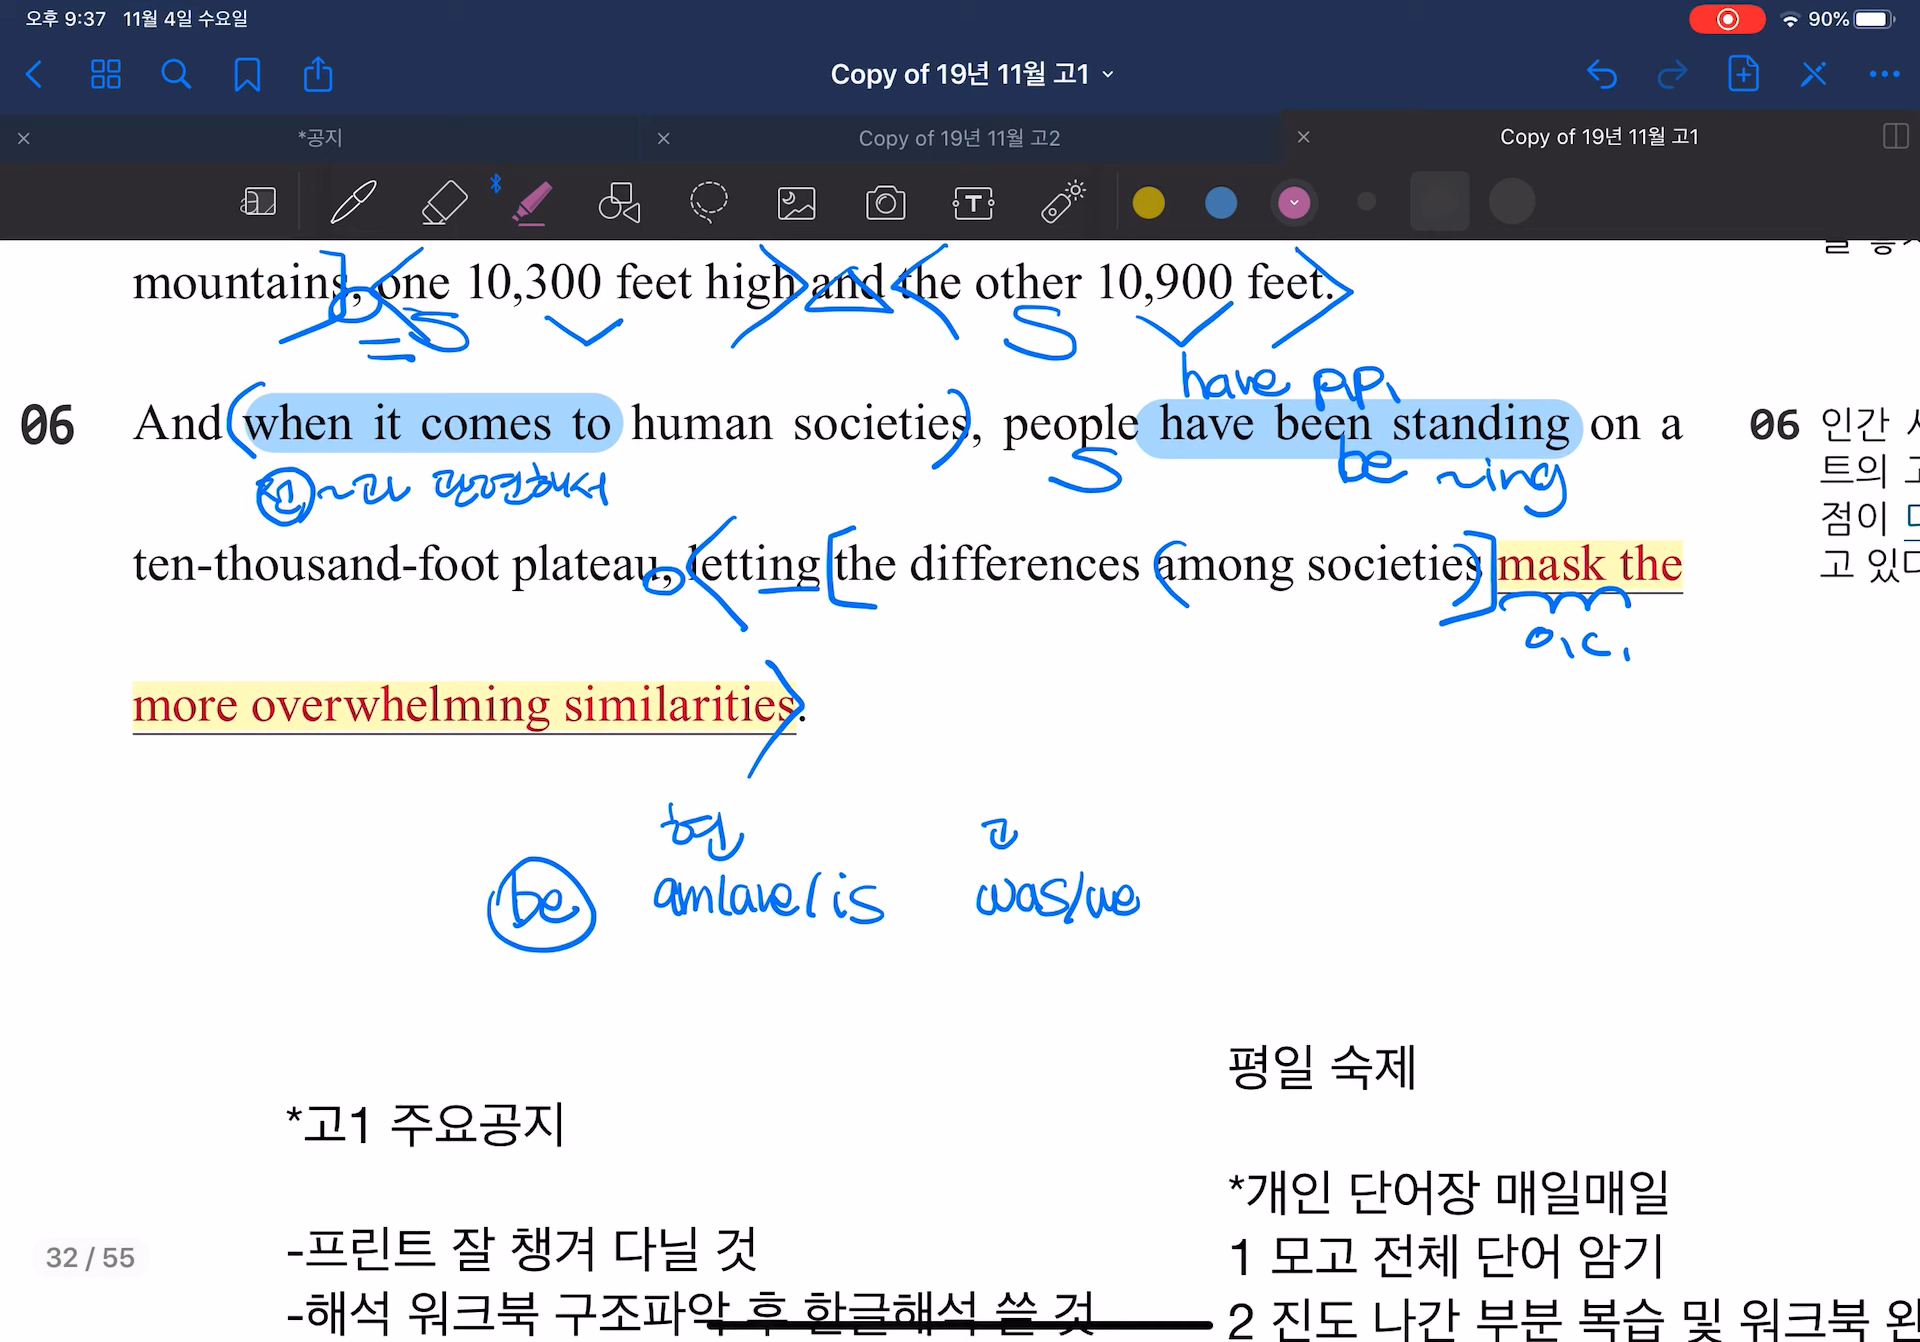 오후 9:37 11월 4일 수요일 90%
Copy of 19년 11월 고1
*공지 Copy of 19년 11월 고2 Copy of 19년 11월 고1
mountains, one 10,300 feet high and the other 10,900 feet.
S S
have p.p.
06 And when it comes to human societies, people have been standing on a
전 ~과 관련해서 S be ~ing
ten-thousand-foot plateau, letting the differences among societies mask the
o.c.
more overwhelming similarities.
06 인간
트의
점이
고 있다
현 과
be am/are/is was/we
평일 숙제
*고1 주요공지
*개인 단어장 매일매일
-프린트 잘 챙겨 다닐 것
1 모고 전체 단어 암기
32 / 55
-해석 워크북 구조파악 후 한글해석 쓸 것
2 진도 나간 부분 복습 및 워크북